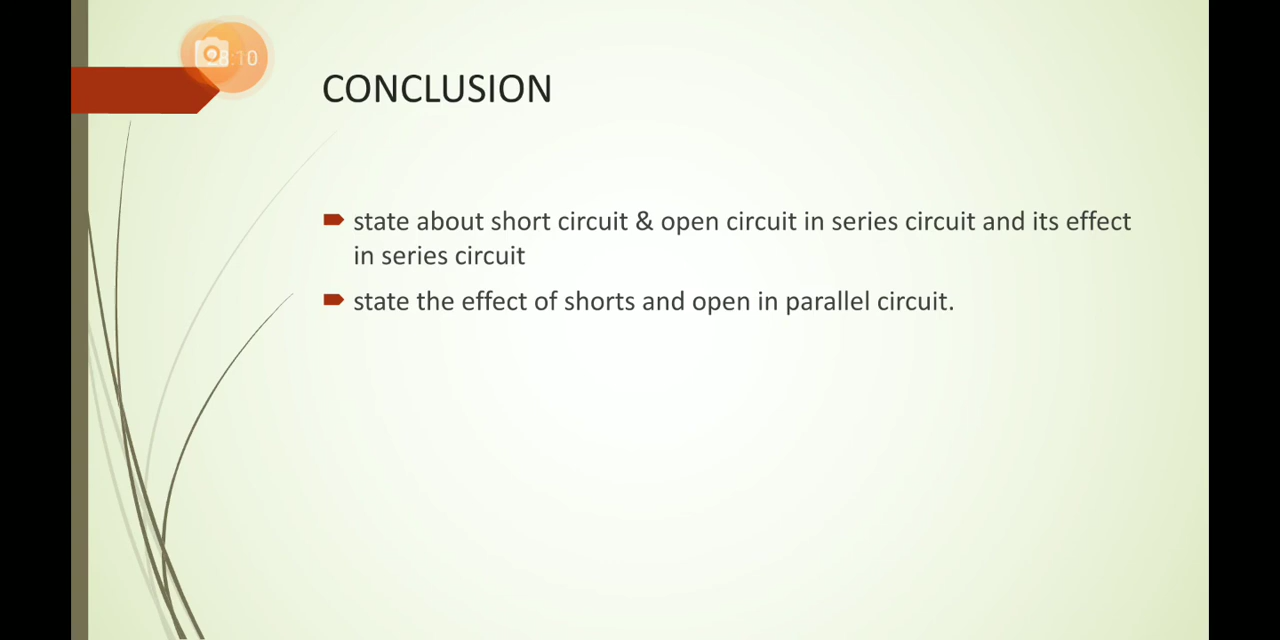 CONCLUSION
state about short circuit & open circuit in series circuit and its effect
in series circuit
state the effect of shorts and open in parallel circuit.